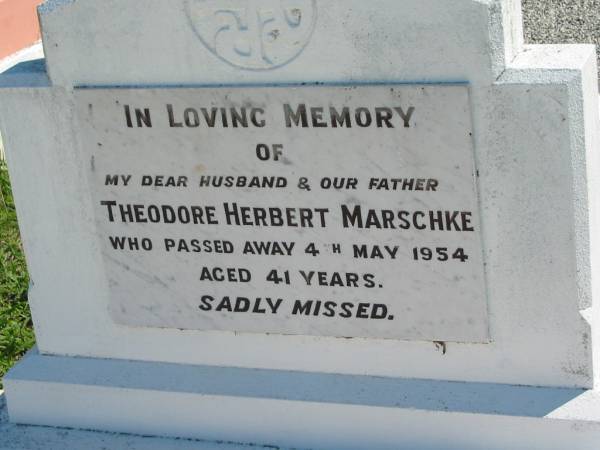 IN LOVING MEMORY
OF
MY DEAR HUSBAND & OUR FATHER
THEODORE HERBERT MARSCHKE
WHO PASSED AWAY 4TH MAY 1954
AGED 41 YEARS.
SADLY MISSED.